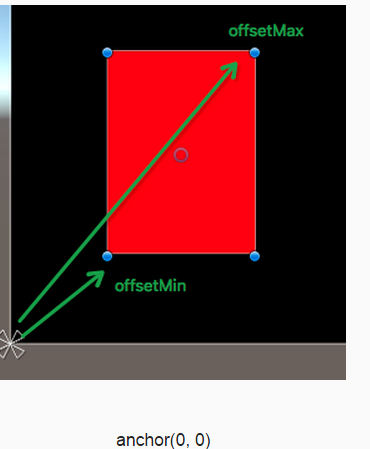 offsetMax
offsetMin
anchor(0, 0)